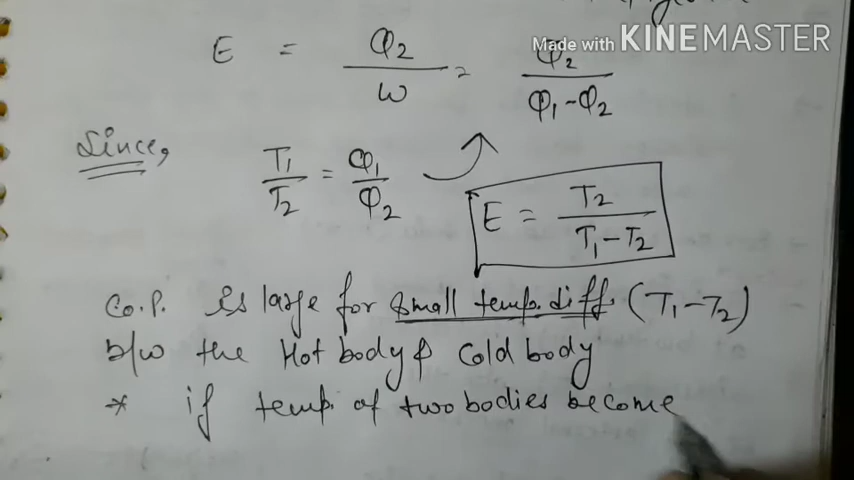 Made with KINEMASTER
E = Q2/W = Q2/Q1-Q2
Since,
T1/T2 = Q1/Q2
E = T2/T1-T2
Co.P. is large for small temp. diff. (T1-T2)
b/w the Hot body & Cold body
* if temp. of two bodies become